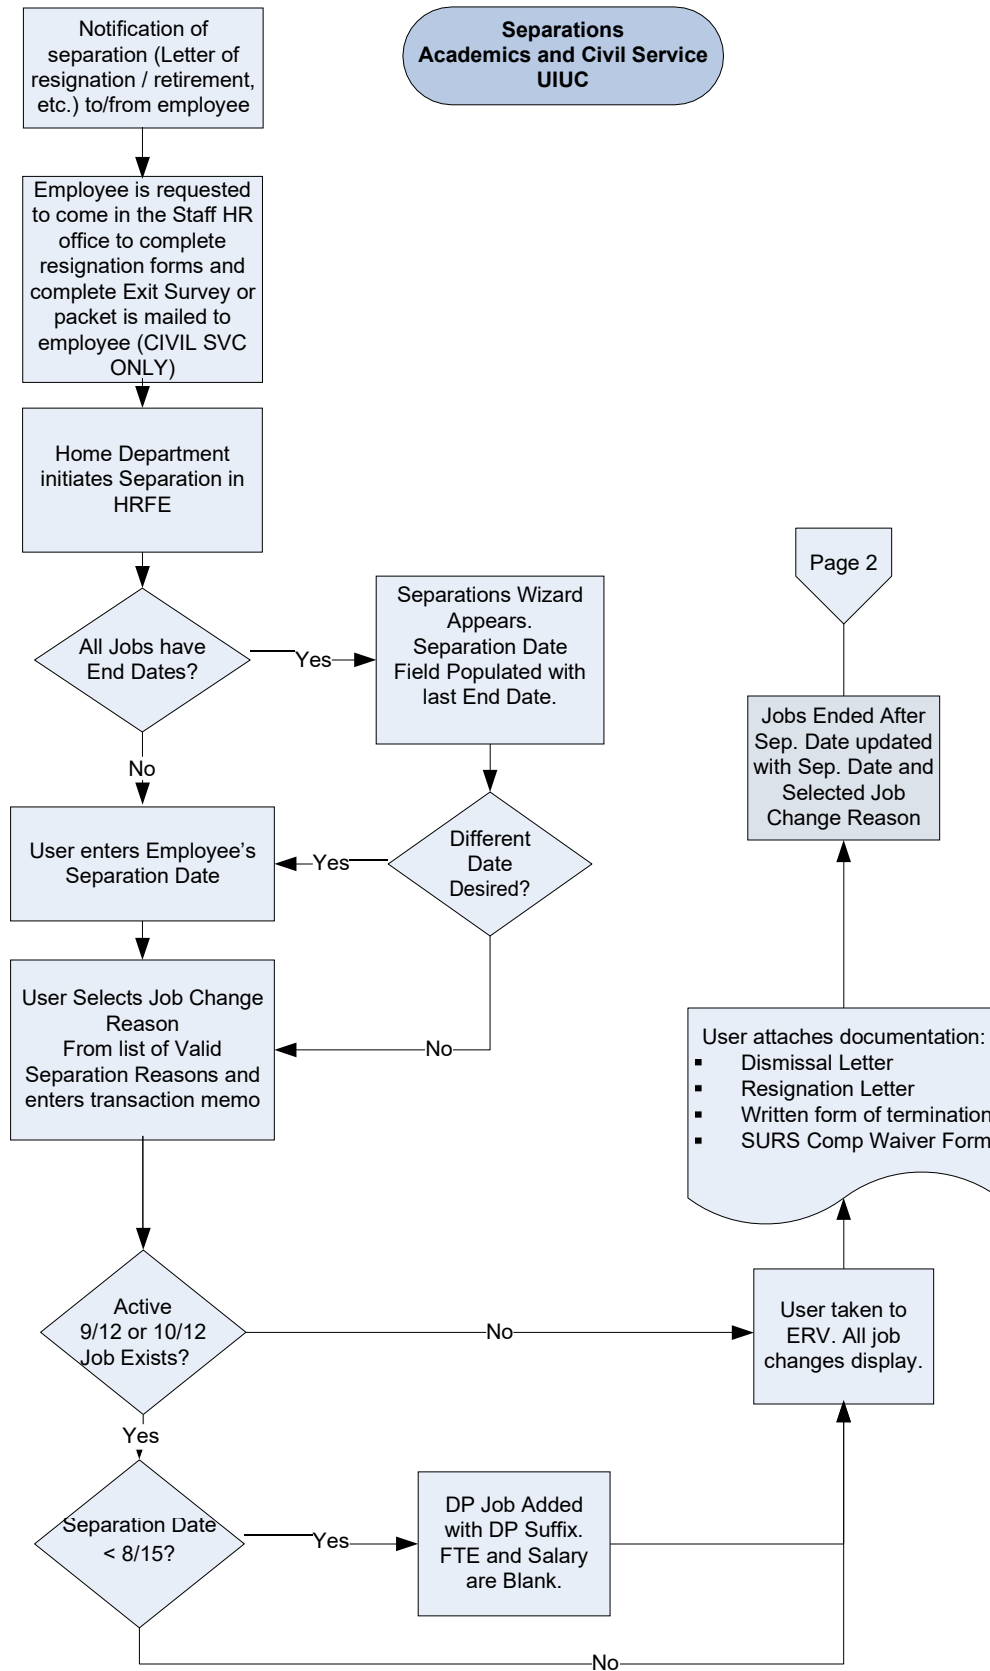 Notification of
separation (Letter of
resignation / retirement,
etc.) to/from employee
Separations
Academics and Civil Service
UIUC
Employee is requested
to come in the Staff HR
office to complete
resignation forms and
complete Exit Survey or
packet is mailed to
employee (CIVIL SVC
ONLY)
Home Department
initiates Separation in
HRFE
All Jobs have
End Dates?
Yes
No
Separations Wizard
Appears.
Separation Date
Field Populated with
last End Date.
Different
Date
Desired?
Yes
No
User enters Employee’s
Separation Date
User Selects Job Change
Reason
From list of Valid
Separation Reasons and
enters transaction memo
Active
9/12 or 10/12
Job Exists?
No
Yes
Separation Date
< 8/15?
Yes
No
DP Job Added
with DP Suffix.
FTE and Salary
are Blank.
User taken to
ERV. All job
changes display.
User attaches documentation:
▪ Dismissal Letter
▪ Resignation Letter
▪ Written form of termination
▪ SURS Comp Waiver Form
Jobs Ended After
Sep. Date updated
with Sep. Date and
Selected Job
Change Reason
Page 2